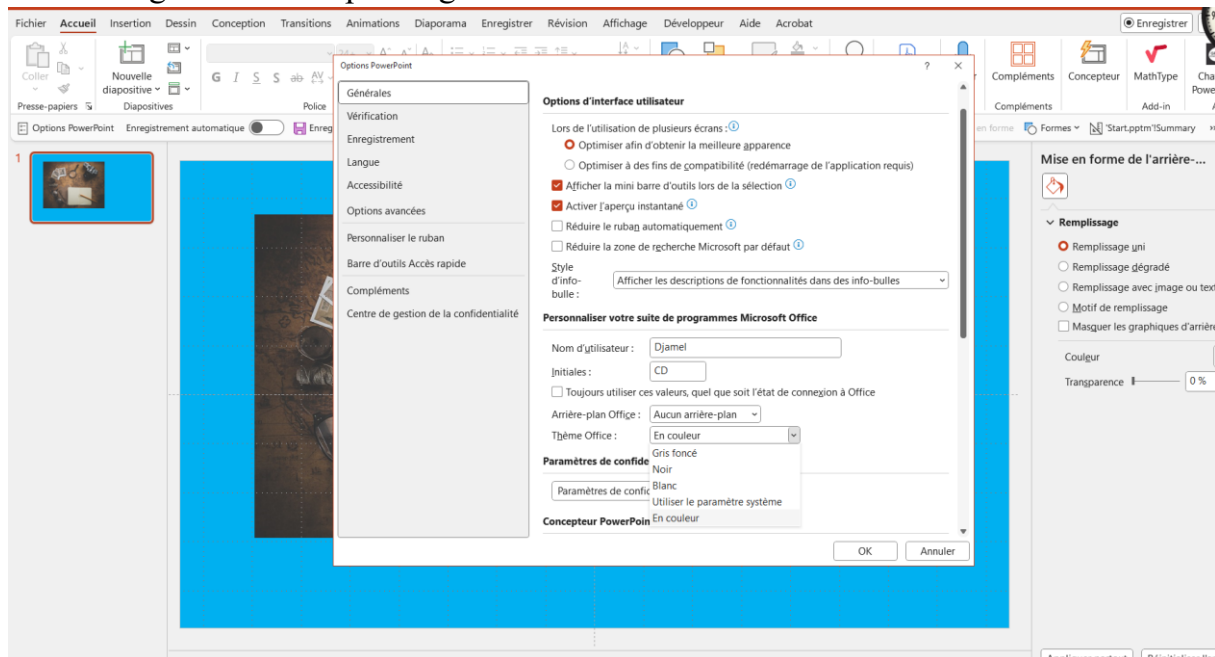 Fichier Accueil Insertion Dessin Conception Transitions Animations Diaporama Enregistrer Révision Affichage Développeur Aide Acrobat
Enregistrer
Coller
Nouvelle diapositive
G I S S ab AV
Compléments
Concepteur
MathType
Presse-papiers
Diapositives
Police
Compléments
Add-in
Options PowerPoint
Enregistrement automatique
Formes
'Start.pptm'!Summary
1
Options PowerPoint
? ×
Générales
Vérification
Enregistrement
Langue
Accessibilité
Options avancées
Personnaliser le ruban
Barre d'outils Accès rapide
Compléments
Centre de gestion de la confidentialité
Options d'interface utilisateur
Lors de l'utilisation de plusieurs écrans :
Optimiser afin d'obtenir la meilleure apparence
Optimiser à des fins de compatibilité (redémarrage de l'application requis)
Afficher la mini barre d'outils lors de la sélection
Activer l'aperçu instantané
Réduire le ruban automatiquement
Réduire la zone de recherche Microsoft par défaut
Style
d'info-
bulle :
Afficher les descriptions de fonctionnalités dans des info-bulles
Personnaliser votre suite de programmes Microsoft Office
Nom d'utilisateur : Djamel
Initiales : CD
Toujours utiliser ces valeurs, quel que soit l'état de connexion à Office
Arrière-plan Office : Aucun arrière-plan
Thème Office : En couleur
Gris foncé
Noir
Blanc
Utiliser le paramètre système
En couleur
Paramètres de confide
Paramètres de confic
Concepteur PowerPoin
OK
Annuler
Mise en forme de l'arrière-...
Remplissage
Remplissage uni
Remplissage dégradé
Remplissage avec image ou text
Motif de remplissage
Masquer les graphiques d'arrière
Couleur
Transparence 0 %